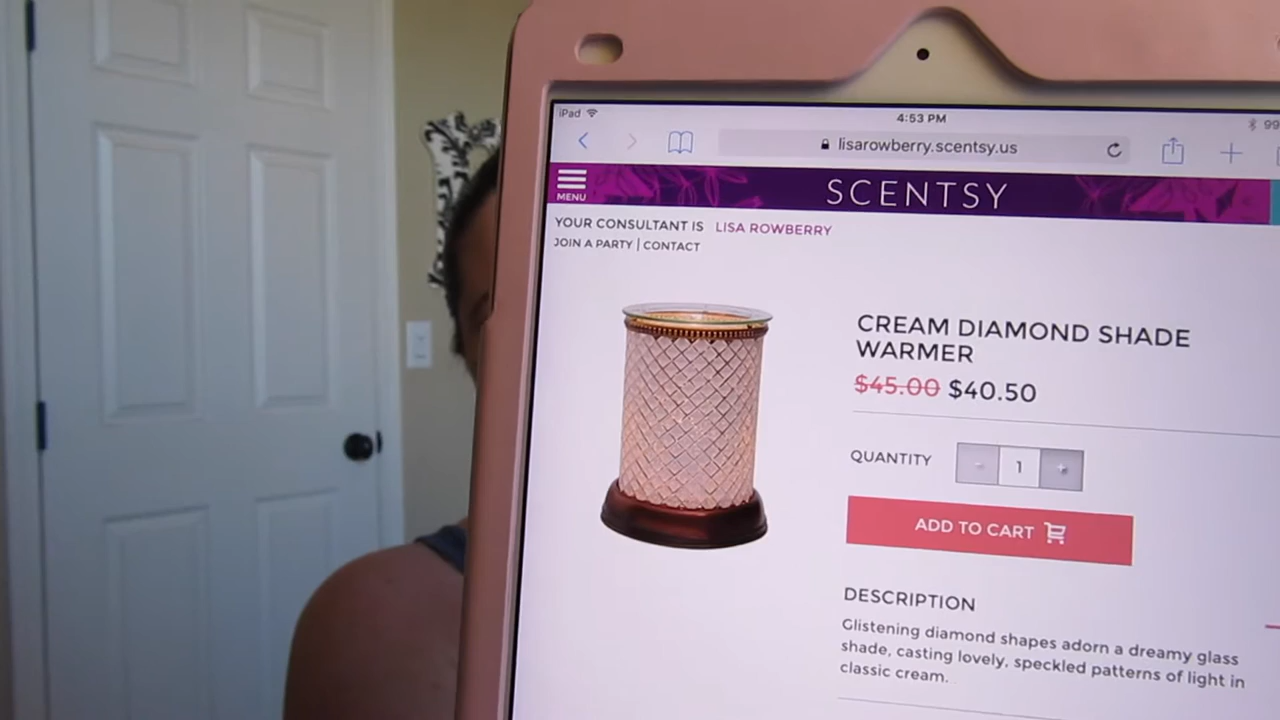 iPad
4:53 PM
99
lisarowberry.scentsy.us
MENU
SCENTSY
YOUR CONSULTANT IS LISA ROWBERRY
JOIN A PARTY | CONTACT
CREAM DIAMOND SHADE
WARMER
$45.00 $40.50
QUANTITY - 1 +
ADD TO CART
DESCRIPTION
Glistening diamond shapes adorn a dreamy glass
shade, casting lovely, speckled patterns of light in
classic cream.